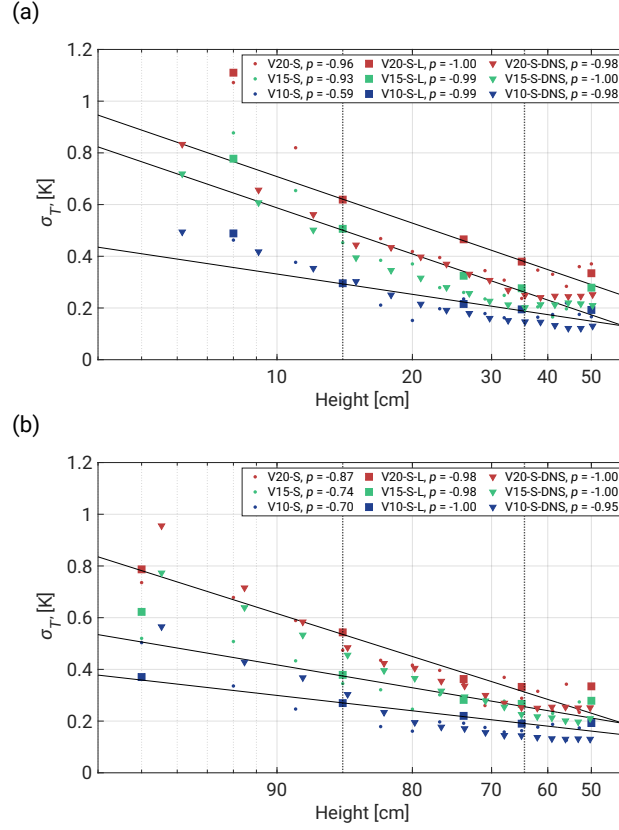 (a)
1.2
V20-S, p = -0.96 V20-S-L, p = -1.00 V20-S-DNS, p = -0.98
V15-S, p = -0.93 V15-S-L, p = -0.99 V15-S-DNS, p = -1.00
V10-S, p = -0.59 V10-S-L, p = -0.99 V10-S-DNS, p = -0.98
1
0.8
0.6
0.4
0.2
0
σT', [K]
10 20 30 40 50
Height [cm]
(b)
1.2
V20-S, p = -0.87 V20-S-L, p = -0.98 V20-S-DNS, p = -1.00
V15-S, p = -0.74 V15-S-L, p = -0.98 V15-S-DNS, p = -1.00
V10-S, p = -0.70 V10-S-L, p = -1.00 V10-S-DNS, p = -0.95
1
0.8
0.6
0.4
0.2
0
σT', [K]
90 80 70 60 50
Height [cm]